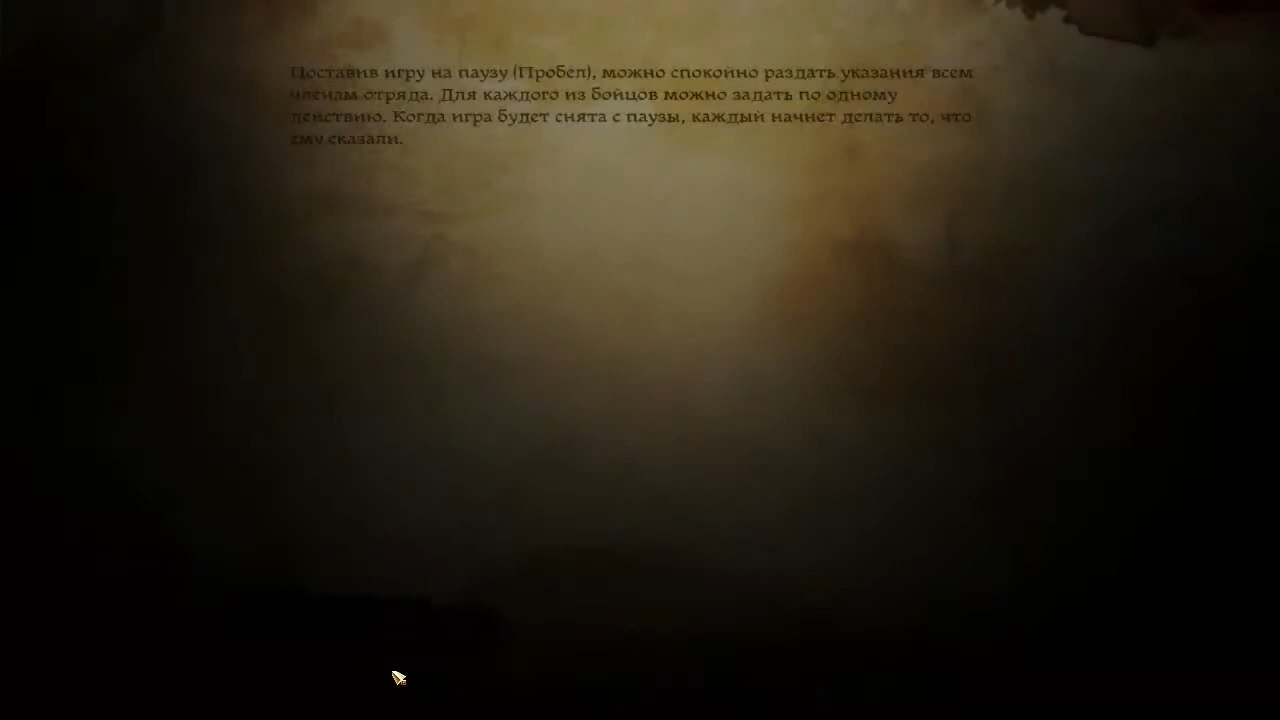 Поставив игру на паузу (Пробел), можно спокойно раздать указания всем
членам отряда. Для каждого из бойцов можно задать по одному
действию. Когда игра будет снята с паузы, каждый начнет делать то, что
ему сказали.